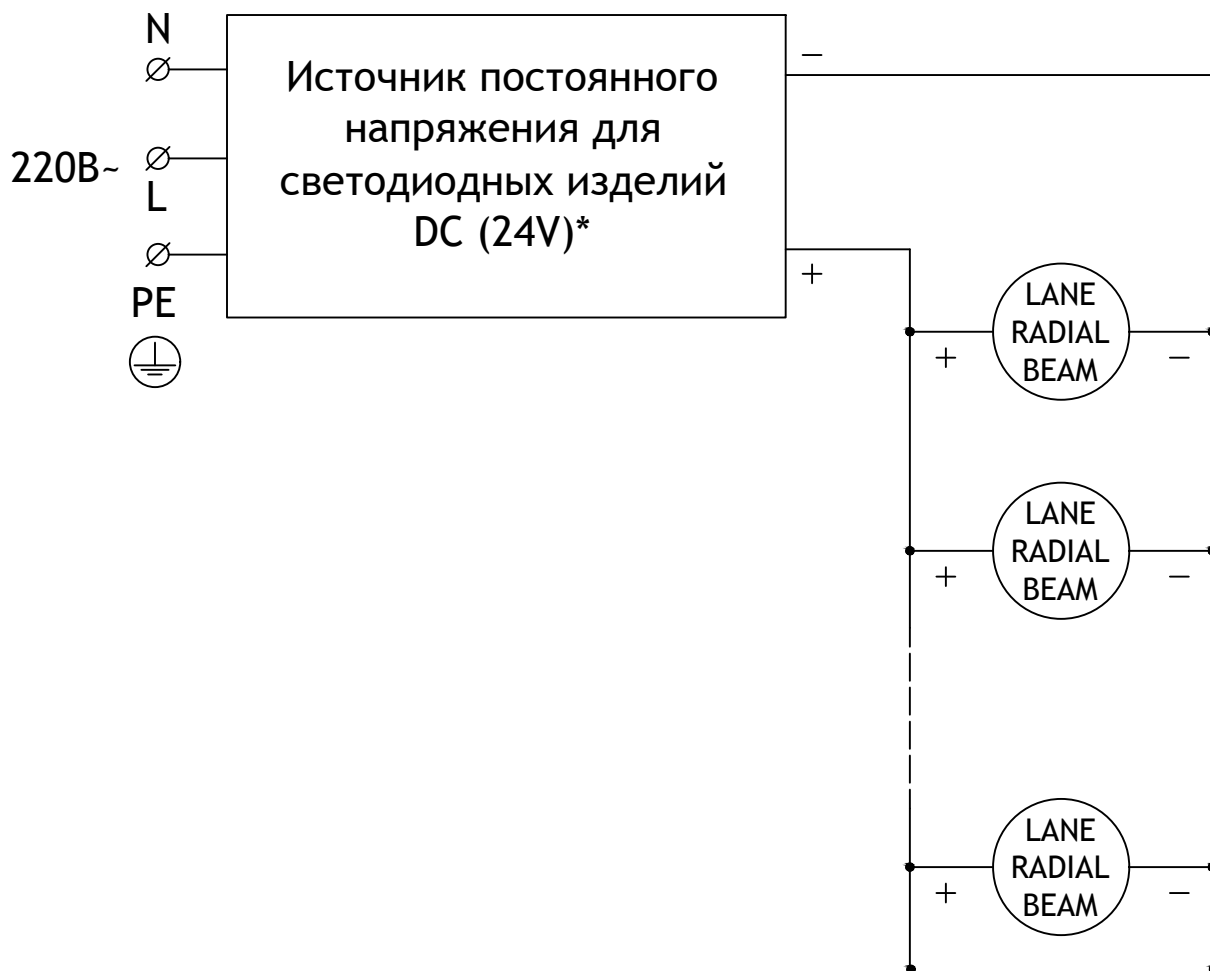 N
220В~
L
PE
Источник постоянного
напряжения для
светодиодных изделий
DC (24V)*
−
+
LANE
RADIAL
BEAM
+
−
LANE
RADIAL
BEAM
+
−
LANE
RADIAL
BEAM
+
−